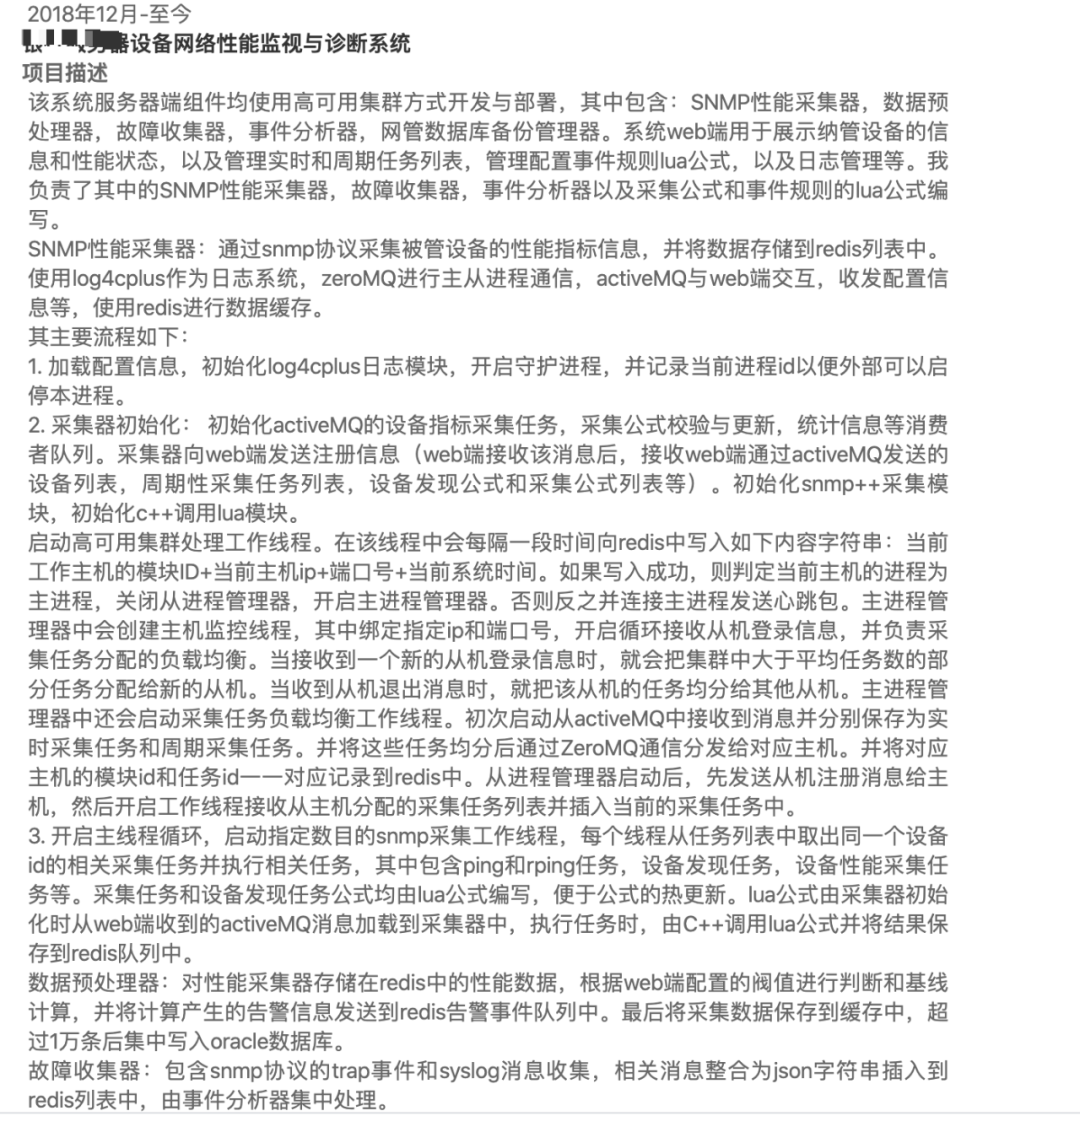 2018年12月-至今
器设备网络性能监视与诊断系统
项目描述
该系统服务器端组件均使用高可用集群方式开发与部署，其中包含：SNMP性能采集器，数据预
处理器，故障收集器，事件分析器，网管数据库备份管理器。系统web端用于展示纳管设备的信
息和性能状态，以及管理实时和周期任务列表，管理配置事件规则lua公式，以及日志管理等。我
负责了其中的SNMP性能采集器，故障收集器，事件分析器以及采集公式和事件规则的lua公式编
写。
SNMP性能采集器：通过snmp协议采集被管设备的性能指标信息，并将数据存储到redis列表中。
使用log4cplus作为日志系统，zeroMQ进行主从进程通信，activeMQ与web端交互，收发配置信
息等，使用redis进行数据缓存。
其主要流程如下：
1. 加载配置信息，初始化log4cplus日志模块，开启守护进程，并记录当前进程id以便外部可以启
停本进程。
2. 采集器初始化： 初始化activeMQ的设备指标采集任务，采集公式校验与更新，统计信息等消费
者队列。采集器向web端发送注册信息（web端接收该消息后，接收web端通过activeMQ发送的
设备列表，周期性采集任务列表，设备发现公式和采集公式列表等）。初始化snmp++采集模
块，初始化c++调用lua模块。
启动高可用集群处理工作线程。在该线程中会每隔一段时间向redis中写入如下内容字符串：当前
工作主机的模块ID+当前主机ip+端口号+当前系统时间。如果写入成功，则判定当前主机的进程为
主进程，关闭从进程管理器，开启主进程管理器。否则反之并连接主进程发送心跳包。主进程管
理器中会创建主机监控线程，其中绑定指定ip和端口号，开启循环接收从机登录信息，并负责采
集任务分配的负载均衡。当接收到一个新的从机登录信息时，就会把集群中大于平均任务数的部
分任务分配给新的从机。当收到从机退出消息时，就把该从机的任务均分给其他从机。主进程管
理器中还会启动采集任务负载均衡工作线程。初次启动从activeMQ中接收到消息并分别保存为实
时采集任务和周期采集任务。并将这些任务均分后通过ZeroMQ通信分发给对应主机。并将对应
主机的模块id和任务id一一对应记录到redis中。从进程管理器启动后，先发送从机注册消息给主
机，然后开启工作线程接收从主机分配的采集任务列表并插入当前的采集任务中。
3. 开启主线程循环，启动指定数目的snmp采集工作线程，每个线程从任务列表中取出同一个设备
id的相关采集任务并执行相关任务，其中包含ping和rping任务，设备发现任务，设备性能采集任
务等。采集任务和设备发现任务公式均由lua公式编写，便于公式的热更新。lua公式由采集器初始
化时从web端收到的activeMQ消息加载到采集器中，执行任务时，由C++调用lua公式并将结果保
存到redis队列中。
数据预处理器：对性能采集器存储在redis中的性能数据，根据web端配置的阀值进行判断和基线
计算，并将计算产生的告警信息发送到redis告警事件队列中。最后将采集数据保存到缓存中，超
过1万条后集中写入oracle数据库。
故障收集器：包含snmp协议的trap事件和syslog消息收集，相关消息整合为json字符串插入到
redis列表中，由事件分析器集中处理。